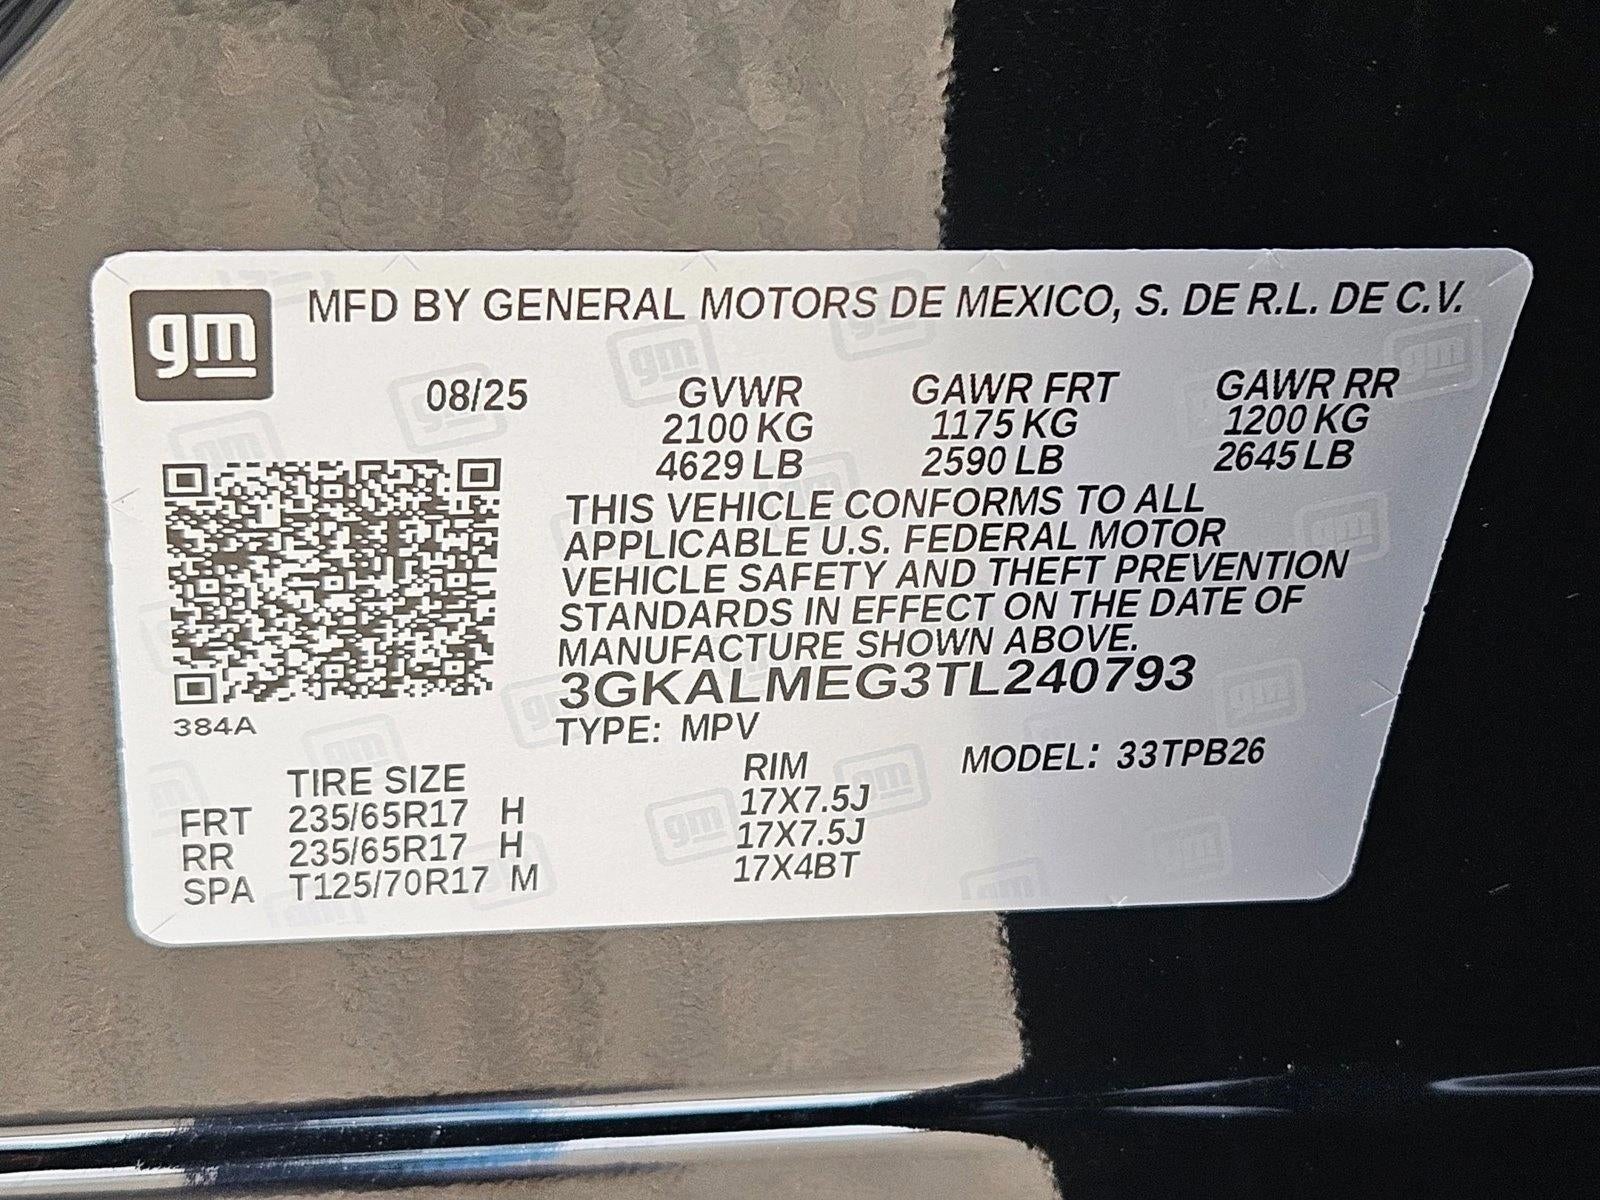 gm
MFD BY GENERAL MOTORS DE MEXICO, S. DE R.L. DE C.V.
08/25 GVWR GAWR FRT GAWR RR
2100 KG 1175 KG 1200 KG
4629 LB 2590 LB 2645 LB
THIS VEHICLE CONFORMS TO ALL
APPLICABLE U.S. FEDERAL MOTOR
VEHICLE SAFETY AND THEFT PREVENTION
STANDARDS IN EFFECT ON THE DATE OF
MANUFACTURE SHOWN ABOVE.
3GKALMEG3TL240793
384A
TYPE: MPV
MODEL: 33TPB26
TIRE SIZE RIM
FRT 235/65R17 H 17X7.5J
RR 235/65R17 H 17X7.5J
SPA T125/70R17 M 17X4BT